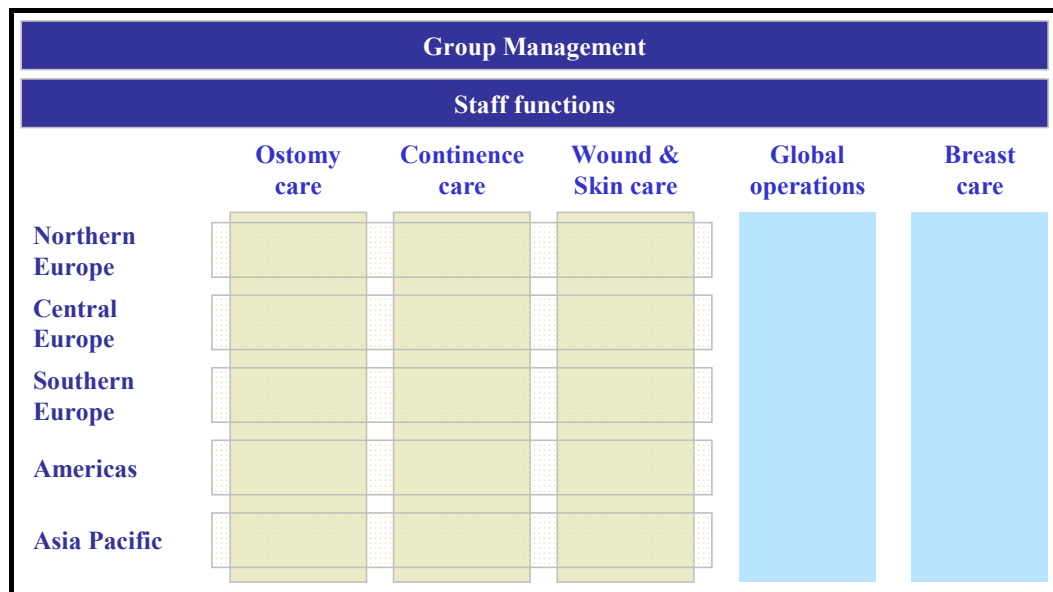 Group Management
Staff functions
Ostomy
care
Continence
care
Wound &
Skin care
Global
operations
Breast
care
Northern
Europe
Central
Europe
Southern
Europe
Americas
Asia Pacific